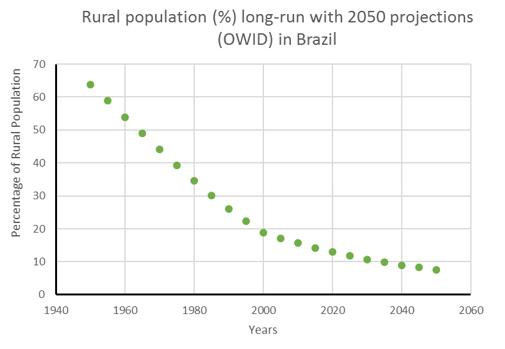 Rural population (%) long-run with 2050 projections
(OWID) in Brazil
70
60
50
40
30
20
10
0
Percentage of Rural Population
1940 1960 1980 2000 2020 2040 2060
Years